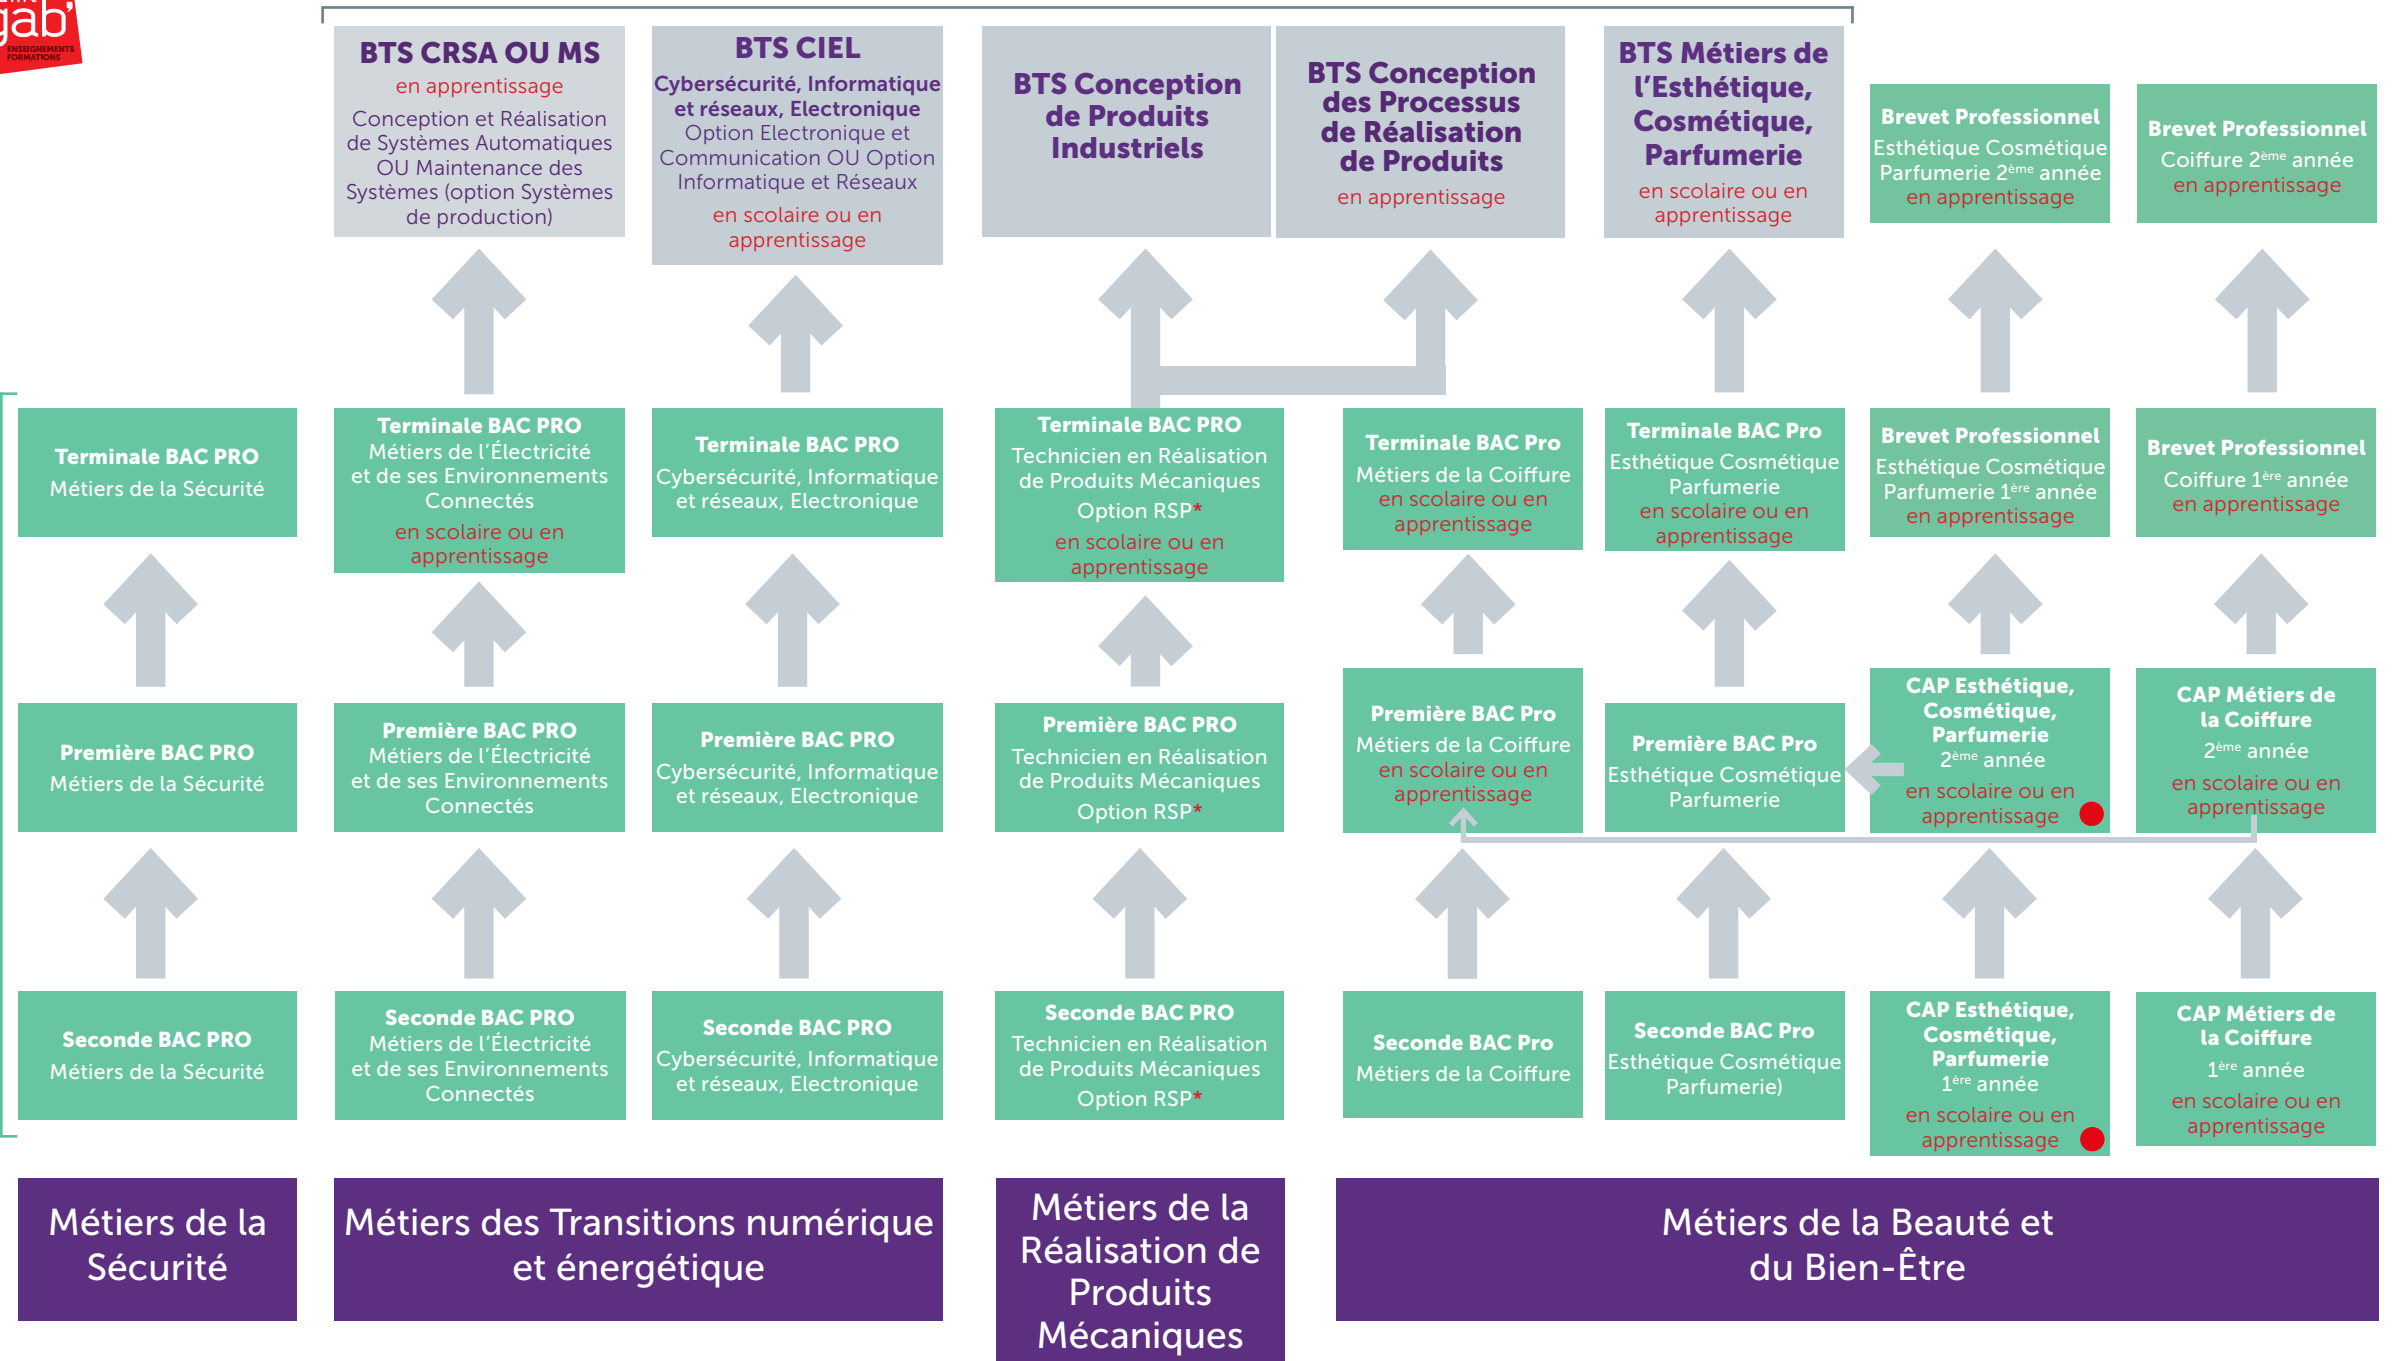 gab'
ENSEIGNEMENTS
FORMATIONS
BTS CRSA OU MS
en apprentissage
Conception et Réalisation
de Systèmes Automatiques
OU Maintenance des
Systèmes (option Systèmes
de production)
BTS CIEL
Cybersécurité, Informatique
et réseaux, Electronique
Option Electronique et
Communication OU Option
Informatique et Réseaux
en scolaire ou en
apprentissage
BTS Conception
de Produits
Industriels
BTS Conception
des Processus
de Réalisation
de Produits
en apprentissage
BTS Métiers de
l'Esthétique,
Cosmétique,
Parfumerie
en scolaire ou en
apprentissage
Brevet Professionnel
Esthétique Cosmétique
Parfumerie 2ème année
en apprentissage
Brevet Professionnel
Coiffure 2ème année
en apprentissage
Terminale BAC PRO
Métiers de la Sécurité
Terminale BAC PRO
Métiers de l'Électricité
et de ses Environnements
Connectés
en scolaire ou en
apprentissage
Terminale BAC PRO
Cybersécurité, Informatique
et réseaux, Electronique
Terminale BAC PRO
Technicien en Réalisation
de Produits Mécaniques
Option RSP*
en scolaire ou en
apprentissage
Terminale BAC Pro
Métiers de la Coiffure
en scolaire ou en
apprentissage
Terminale BAC Pro
Esthétique Cosmétique
Parfumerie
en scolaire ou en
apprentissage
Brevet Professionnel
Esthétique Cosmétique
Parfumerie 1ère année
en apprentissage
Brevet Professionnel
Coiffure 1ère année
en apprentissage
Première BAC PRO
Métiers de la Sécurité
Première BAC PRO
Métiers de l'Électricité
et de ses Environnements
Connectés
Première BAC PRO
Cybersécurité, Informatique
et réseaux, Electronique
Première BAC PRO
Technicien en Réalisation
de Produits Mécaniques
Option RSP*
Première BAC Pro
Métiers de la Coiffure
en scolaire ou en
apprentissage
Première BAC Pro
Esthétique Cosmétique
Parfumerie
CAP Esthétique,
Cosmétique,
Parfumerie
2ème année
en scolaire ou en
apprentissage
CAP Métiers de
la Coiffure
2ème année
en scolaire ou en
apprentissage
Seconde BAC PRO
Métiers de la Sécurité
Seconde BAC PRO
Métiers de l'Électricité
et de ses Environnements
Connectés
Seconde BAC PRO
Cybersécurité, Informatique
et réseaux, Electronique
Seconde BAC PRO
Technicien en Réalisation
de Produits Mécaniques
Option RSP*
Seconde BAC Pro
Métiers de la Coiffure
Seconde BAC Pro
Esthétique Cosmétique
Parfumerie)
CAP Esthétique,
Cosmétique,
Parfumerie
1ère année
en scolaire ou en
apprentissage
CAP Métiers de
la Coiffure
1ère année
en scolaire ou en
apprentissage
Métiers de la
Sécurité
Métiers des Transitions numérique
et énergétique
Métiers de la
Réalisation de
Produits
Mécaniques
Métiers de la Beauté et
du Bien-Être